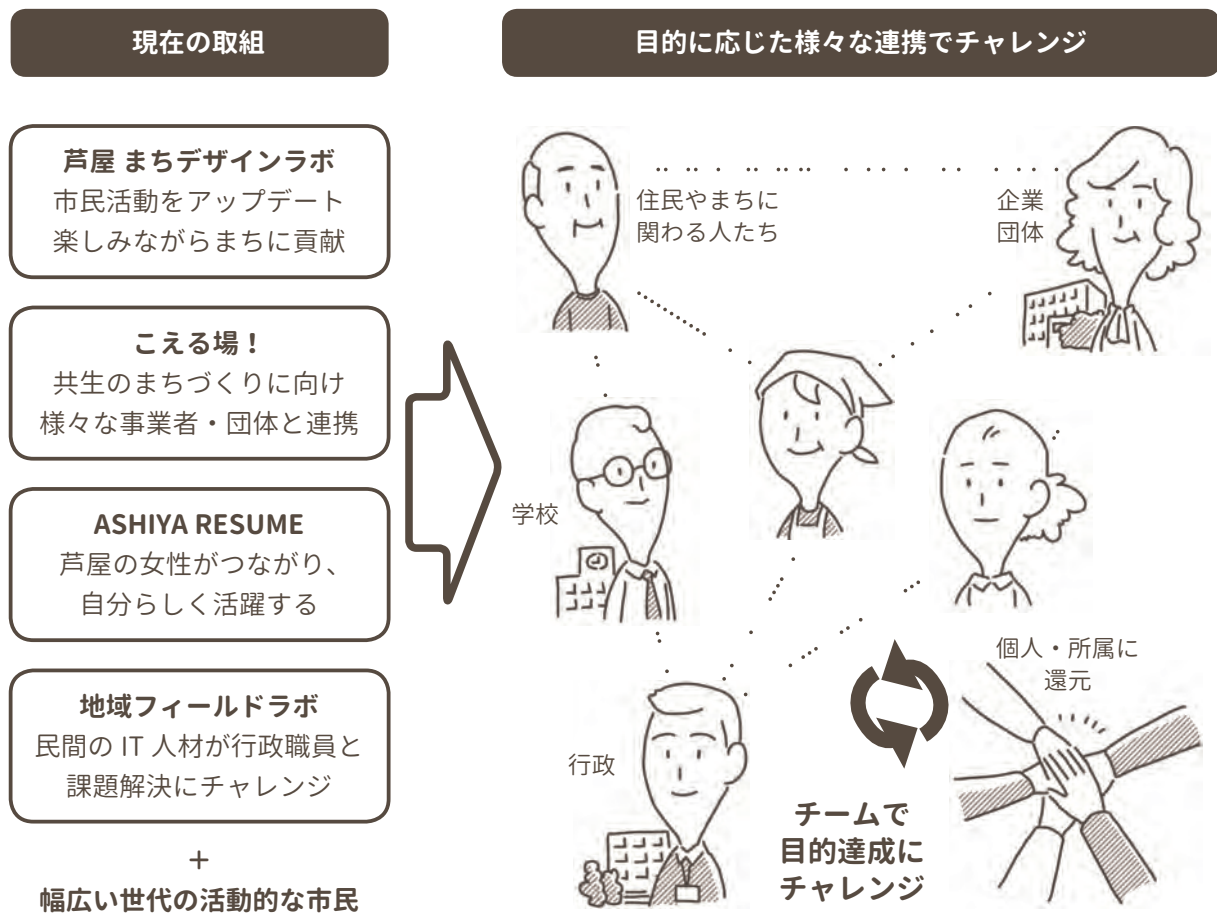 現在の取組
芦屋 まちデザインラボ
市民活動をアップデート
楽しみながらまちに貢献
こえる場！
共生のまちづくりに向け
様々な事業者・団体と連携
ASHIYA RESUME
芦屋の女性がつながり、
自分らしく活躍する
地域フィールドラボ
民間の IT 人材が行政職員と
課題解決にチャレンジ
＋
幅広い世代の活動的な市民
目的に応じた様々な連携でチャレンジ
住民やまちに
関わる人たち
企業
団体
学校
行政
個人・所属に
還元
チームで
目的達成に
チャレンジ